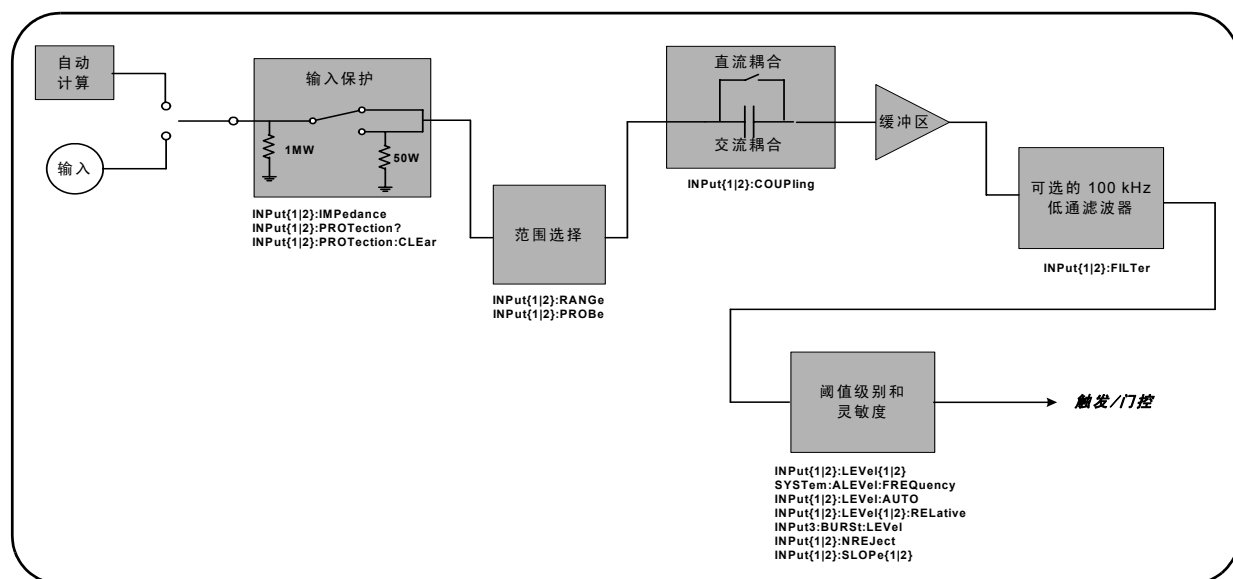 自动
计算
输入
输入保护
1MW
50W
INPut{1|2}:IMPedance
INPut{1|2}:PROTection?
INPut{1|2}:PROTection:CLEar
范围选择
INPut{1|2}:RANGe
INPut{1|2}:PROBe
直流耦合
交流耦合
INPut{1|2}:COUPling
缓冲区
可选的 100 kHz
低通滤波器
INPut{1|2}:FILTer
阈值级别和
灵敏度
触发/门控
INPut{1|2}:LEVel{1|2}
SYSTem:ALEVel:FREQuency
INPut{1|2}:LEVel:AUTO
INPut{1|2}:LEVel{1|2}:RELative
INPut3:BURSt:LEVel
INPut{1|2}:NREJect
INPut{1|2}:SLOPe{1|2}